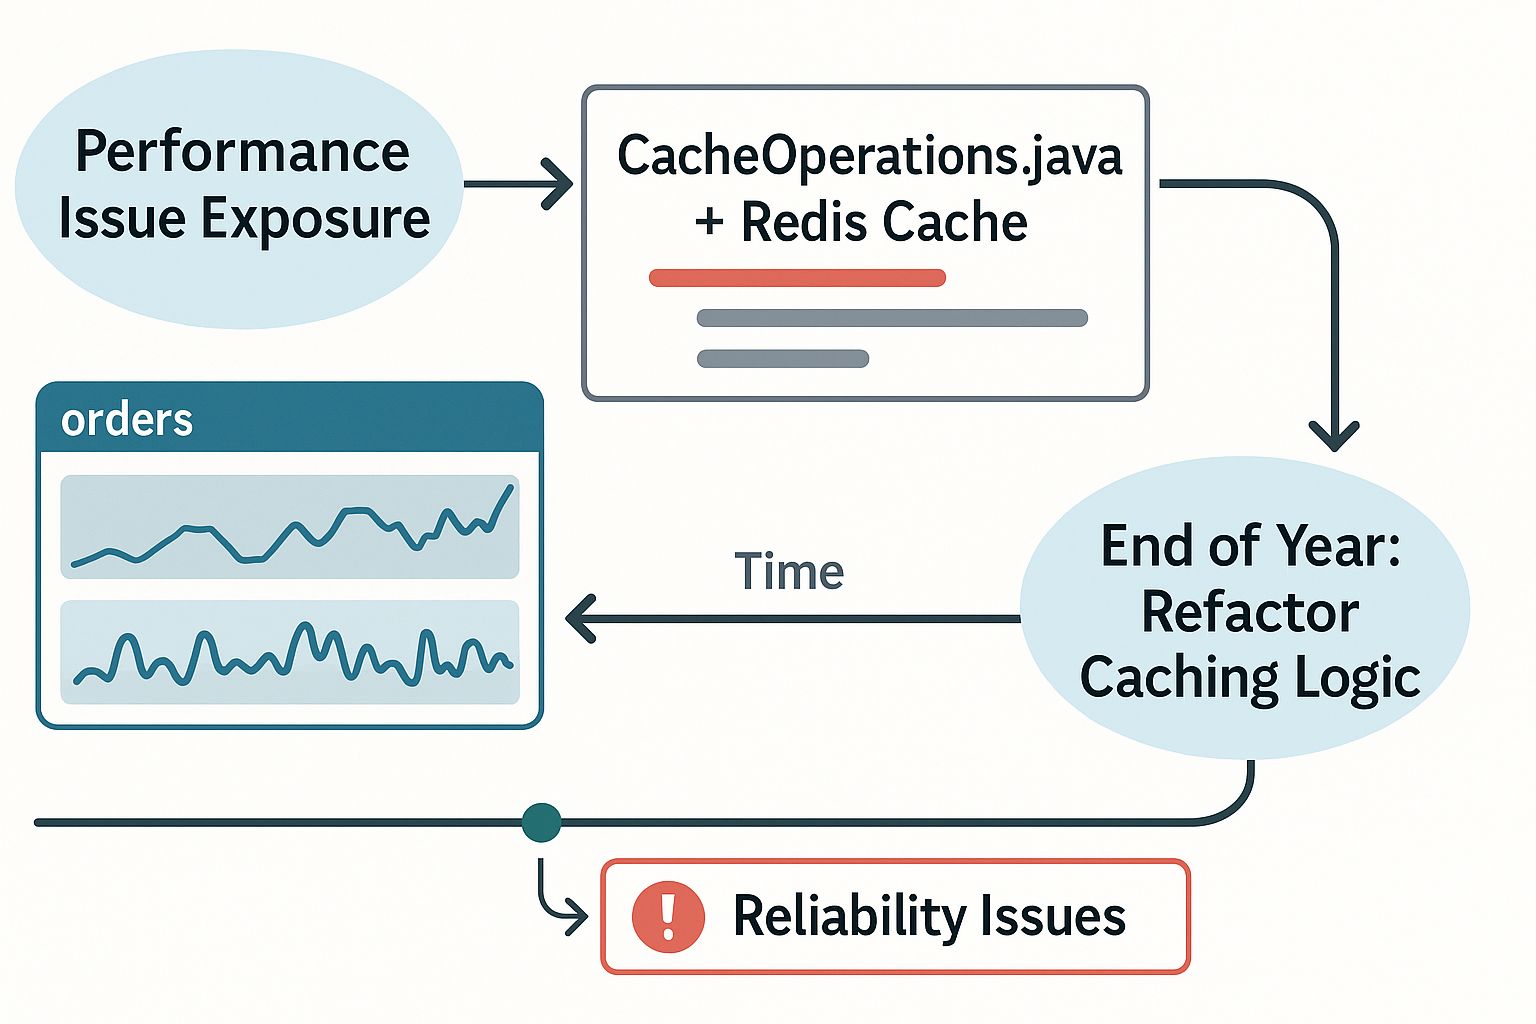 Performance
Issue Exposure
CacheOperations.java
+ Redis Cache
orders
Time
End of Year:
Refactor
Caching Logic
! Reliability Issues